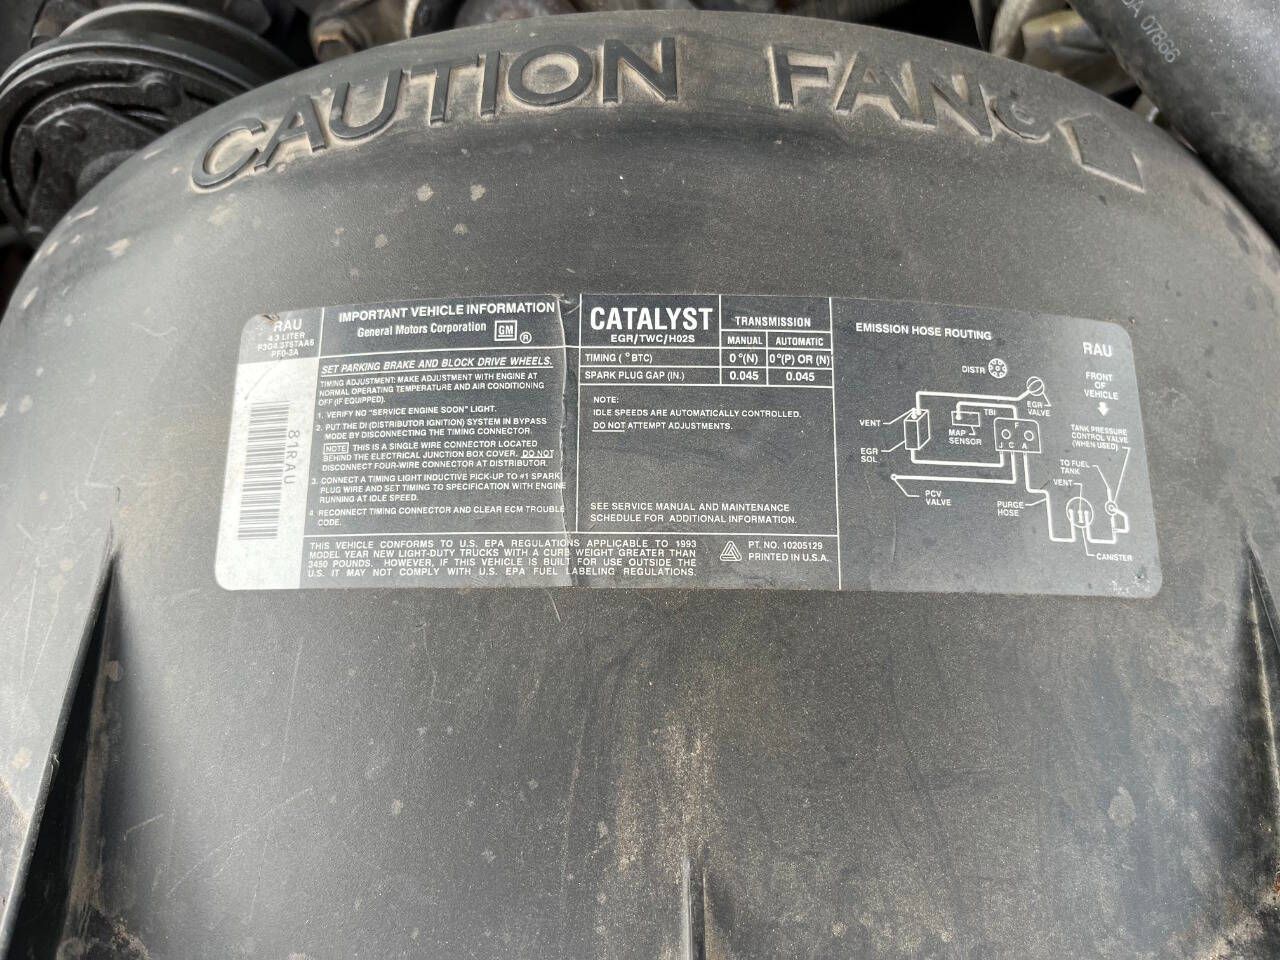 CAUTION FAN
07866
RAU
4.3 LITER
PF0-3A
81RAU
IMPORTANT VEHICLE INFORMATION
General Motors Corporation GM ®
SET PARKING BRAKE AND BLOCK DRIVE WHEELS.
TIMING ADJUSTMENT: MAKE ADJUSTMENT WITH ENGINE AT
NORMAL OPERATING TEMPERATURE AND AIR CONDITIONING
OFF (IF EQUIPPED).
1. VERIFY NO "SERVICE ENGINE SOON" LIGHT.
2. PUT THE DI (DISTRIBUTOR IGNITION) SYSTEM IN BYPASS
MODE BY DISCONNECTING THE TIMING CONNECTOR.
NOTE THIS IS A SINGLE WIRE CONNECTOR LOCATED
BEHIND THE ELECTRICAL JUNCTION BOX COVER. DO NOT
DISCONNECT FOUR-WIRE CONNECTOR AT DISTRIBUTOR.
3. CONNECT A TIMING LIGHT INDUCTIVE PICK-UP TO #1 SPARK
PLUG WIRE AND SET TIMING TO SPECIFICATION WITH ENGINE
RUNNING AT IDLE SPEED.
4. RECONNECT TIMING CONNECTOR AND CLEAR ECM TROUBLE
CODE.
CATALYST
EGR/TWC/HO2S
TRANSMISSION
MANUAL AUTOMATIC
TIMING (°BTC) 0°(N) 0°(P) OR (N)
SPARK PLUG GAP (IN.) 0.045 0.045
NOTE:
IDLE SPEEDS ARE AUTOMATICALLY CONTROLLED.
DO NOT ATTEMPT ADJUSTMENTS.
SEE SERVICE MANUAL AND MAINTENANCE
SCHEDULE FOR ADDITIONAL INFORMATION.
THIS VEHICLE CONFORMS TO U.S. EPA REGULATIONS APPLICABLE TO 1993
MODEL YEAR NEW LIGHT-DUTY TRUCKS WITH A CURB WEIGHT GREATER THAN
3450 POUNDS. HOWEVER, IF THIS VEHICLE IS BUILT FOR USE OUTSIDE THE
U.S. IT MAY NOT COMPLY WITH U.S. EPA FUEL LABELING REGULATIONS.
PT. NO. 10205129
PRINTED IN U.S.A.
EMISSION HOSE ROUTING
RAU
FRONT
OF
VEHICLE
DISTR
EGR
VALVE
TBI
VENT
MAP
SENSOR
F
J C A
EGR
SOL
TANK PRESSURE
CONTROL VALVE
(WHEN USED)
TO FUEL
TANK
VENT
PCV
VALVE
PURGE
HOSE
CANISTER